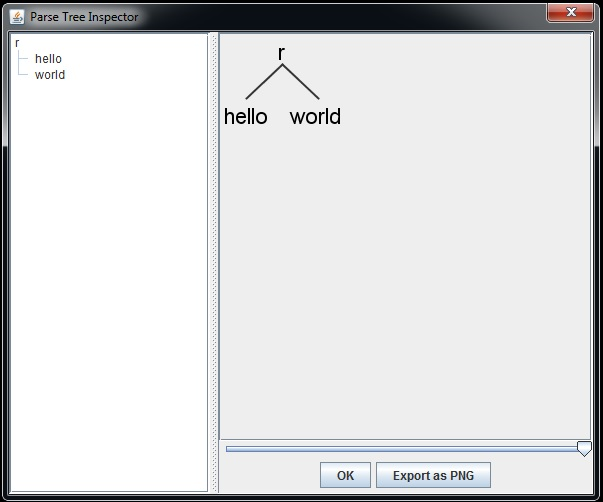 Parse Tree Inspector
r
hello
world
r
hello world
OK Export as PNG